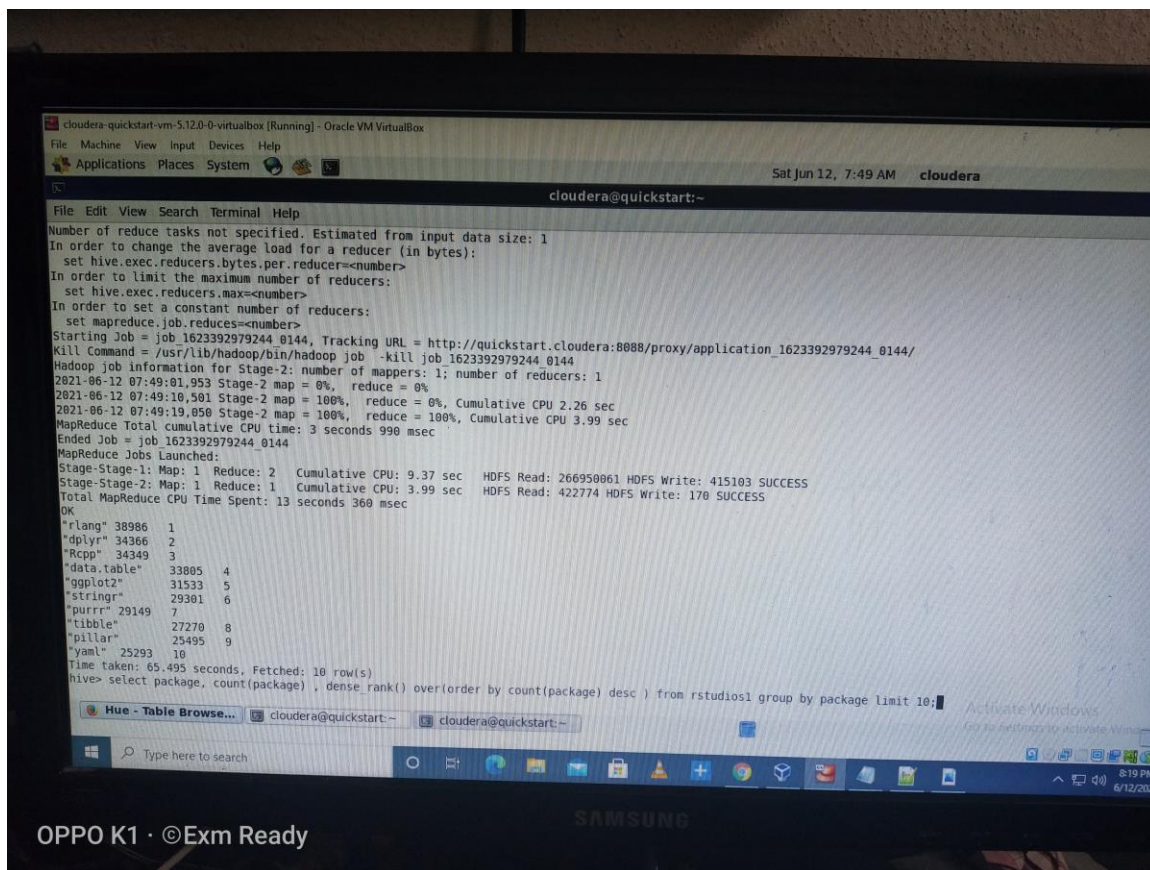 cloudera-quickstart-vm-5.12.0-0-virtualbox [Running] - Oracle VM VirtualBox
File Machine View Input Devices Help
Applications Places System
Sat Jun 12, 7:49 AM cloudera
cloudera@quickstart:~
File Edit View Search Terminal Help
Number of reduce tasks not specified. Estimated from input data size: 1
In order to change the average load for a reducer (in bytes):
set hive.exec.reducers.bytes.per.reducer=<number>
In order to limit the maximum number of reducers:
set hive.exec.reducers.max=<number>
In order to set a constant number of reducers:
set mapreduce.job.reduces=<number>
Starting Job = job_1623392979244_0144, Tracking URL = http://quickstart.cloudera:8088/proxy/application_1623392979244_0144/
Kill Command = /usr/lib/hadoop/bin/hadoop job -kill job_1623392979244_0144
Hadoop job information for Stage-2: number of mappers: 1; number of reducers: 1
2021-06-12 07:49:01,953 Stage-2 map = 0%, reduce = 0%
2021-06-12 07:49:10,501 Stage-2 map = 100%, reduce = 0%, Cumulative CPU 2.26 sec
2021-06-12 07:49:19,050 Stage-2 map = 100%, reduce = 100%, Cumulative CPU 3.99 sec
MapReduce Total cumulative CPU time: 3 seconds 990 msec
Ended Job = job_1623392979244_0144
MapReduce Jobs Launched:
Stage-Stage-1: Map: 1 Reduce: 2 Cumulative CPU: 9.37 sec HDFS Read: 266950061 HDFS Write: 415103 SUCCESS
Stage-Stage-2: Map: 1 Reduce: 1 Cumulative CPU: 3.99 sec HDFS Read: 422774 HDFS Write: 170 SUCCESS
Total MapReduce CPU Time Spent: 13 seconds 360 msec
OK
"rlang" 38986 1
"dplyr" 34366 2
"Rcpp" 34349 3
"data.table" 33805 4
"ggplot2" 31533 5
"stringr" 29301 6
"purrr" 29149 7
"tibble" 27270 8
"pillar" 25495 9
"yaml" 25293 10
Time taken: 65.495 seconds, Fetched: 10 row(s)
hive> select package, count(package) , dense_rank() over(order by count(package) desc ) from rstudios1 group by package limit 10;
Activate Windows
Go to Settings to activate Wind
Hue - Table Browse... cloudera@quickstart:~ cloudera@quickstart:~
Type here to search
8:19 PM
6/12/202
SAMSUNG
OPPO K1 · ©Exm Ready